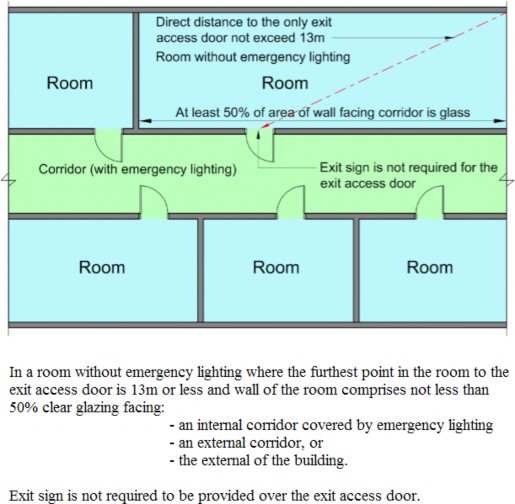 Direct distance to the only exit
access door not exceed 13m
Room without emergency lighting
Room
Room
At least 50% of area of wall facing corridor is glass
Corridor (with emergency lighting)
Exit sign is not required for the
exit access door
Room
Room
Room
In a room without emergency lighting where the furthest point in the room to the
exit access door is 13m or less and wall of the room comprises not less than
50% clear glazing facing:
- an internal corridor covered by emergency lighting
- an external corridor, or
- the external of the building.
Exit sign is not required to be provided over the exit access door.